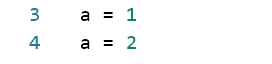 3 a = 1
4 a = 2